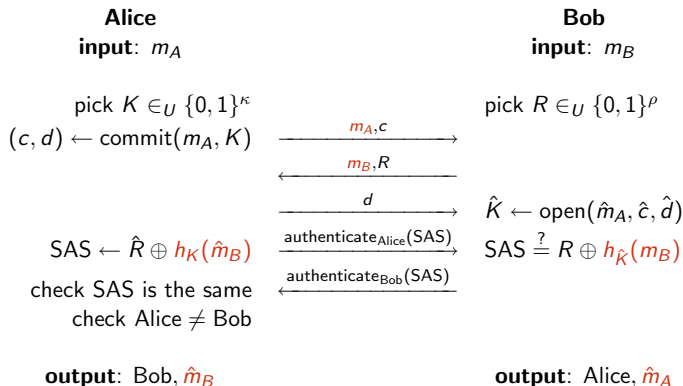 Alice Bob
input: m_A input: m_B
pick K ∈_U {0, 1}^κ pick R ∈_U {0, 1}^ρ
(c, d) ← commit(m_A, K) m_A,c
m_B,R
d K̂ ← open(m̂_A, ĉ, d̂)
SAS ← R̂ ⊕ h_K(m̂_B) authenticate_Alice(SAS) SAS ≟ R ⊕ h_K̂(m_B)
check SAS is the same authenticate_Bob(SAS)
check Alice ≠ Bob
output: Bob, m̂_B output: Alice, m̂_A